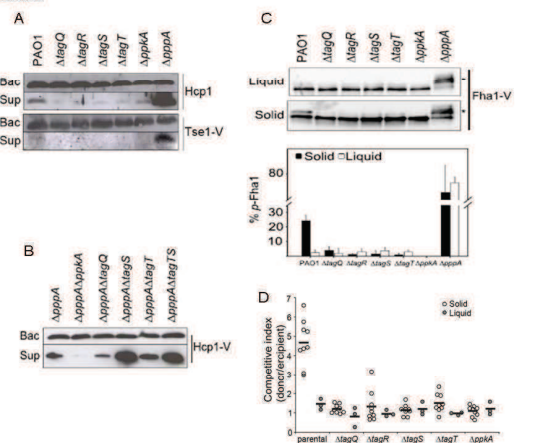 A
PAO1 ΔtagQ ΔtagR ΔtagS ΔtagT ΔppkA ΔpppA
Bac
Sup
Hcp1
Bac
Sup
Tse1-V
B
ΔpppA ΔpppAΔppkA ΔpppAΔtagQ ΔpppAΔtagS ΔpppAΔtagT ΔpppAΔtagTS
Bac
Sup
Hcp1-V
C
PAO1 ΔtagQ ΔtagR ΔtagS ΔtagT ΔppkA ΔpppA
Liquid
Solid
Fha1-V
*
Solid Liquid
% p-Fha1
80
30
20
10
PAO1 ΔtagQ ΔtagR ΔtagS ΔtagT ΔppkA ΔpppA
D
Competitive index
(doncr/ercipient)
7
6
5
4
3
2
1
0
Solid
Liquid
parental ΔtagQ ΔtagR ΔtagS ΔtagT ΔppkA